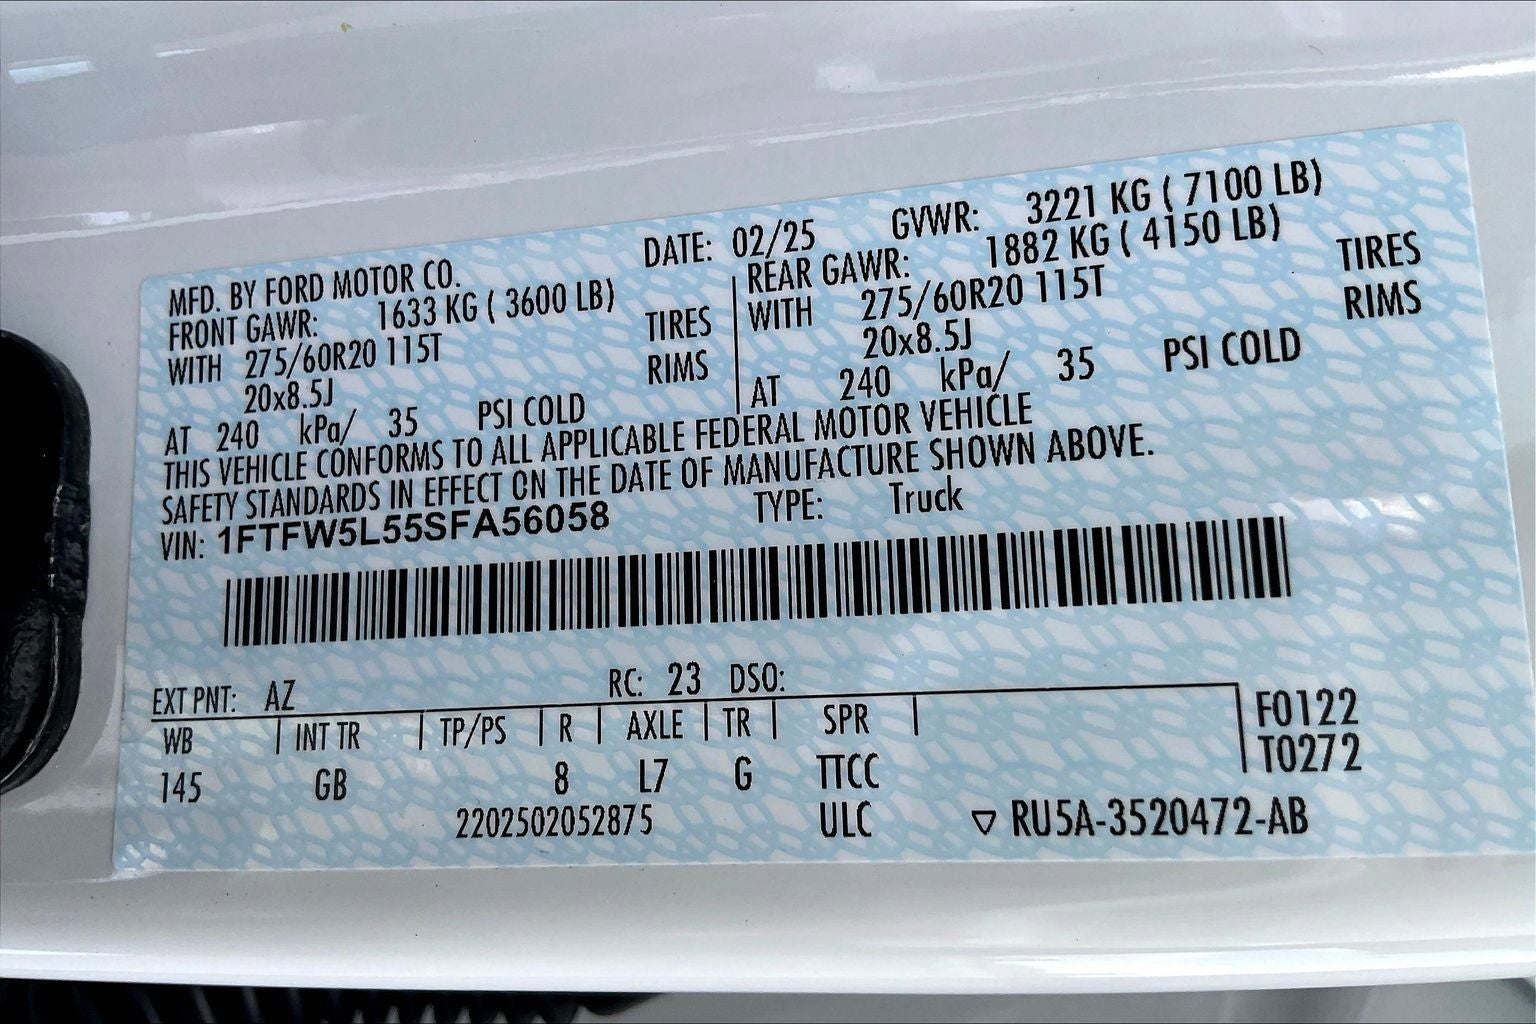 MFD. BY FORD MOTOR CO. DATE: 02/25 GVWR: 3221 KG ( 7100 LB)
FRONT GAWR: 1633 KG ( 3600 LB)
WITH 275/60R20 115T TIRES
20x8.5J RIMS
AT 240 kPa/ 35 PSI COLD
REAR GAWR: 1882 KG ( 4150 LB)
WITH 275/60R20 115T TIRES
20x8.5J RIMS
AT 240 kPa/ 35 PSI COLD
THIS VEHICLE CONFORMS TO ALL APPLICABLE FEDERAL MOTOR VEHICLE
SAFETY STANDARDS IN EFFECT ON THE DATE OF MANUFACTURE SHOWN ABOVE.
VIN: 1FTFW5L55SFA56058 TYPE: Truck
EXT PNT: AZ RC: 23 DSO:
WB | INT TR | TP/PS | R | AXLE | TR | SPR | F0122
145 GB 8 L7 G TTCC T0272
2202502052875 ULC ▽ RU5A-3520472-AB